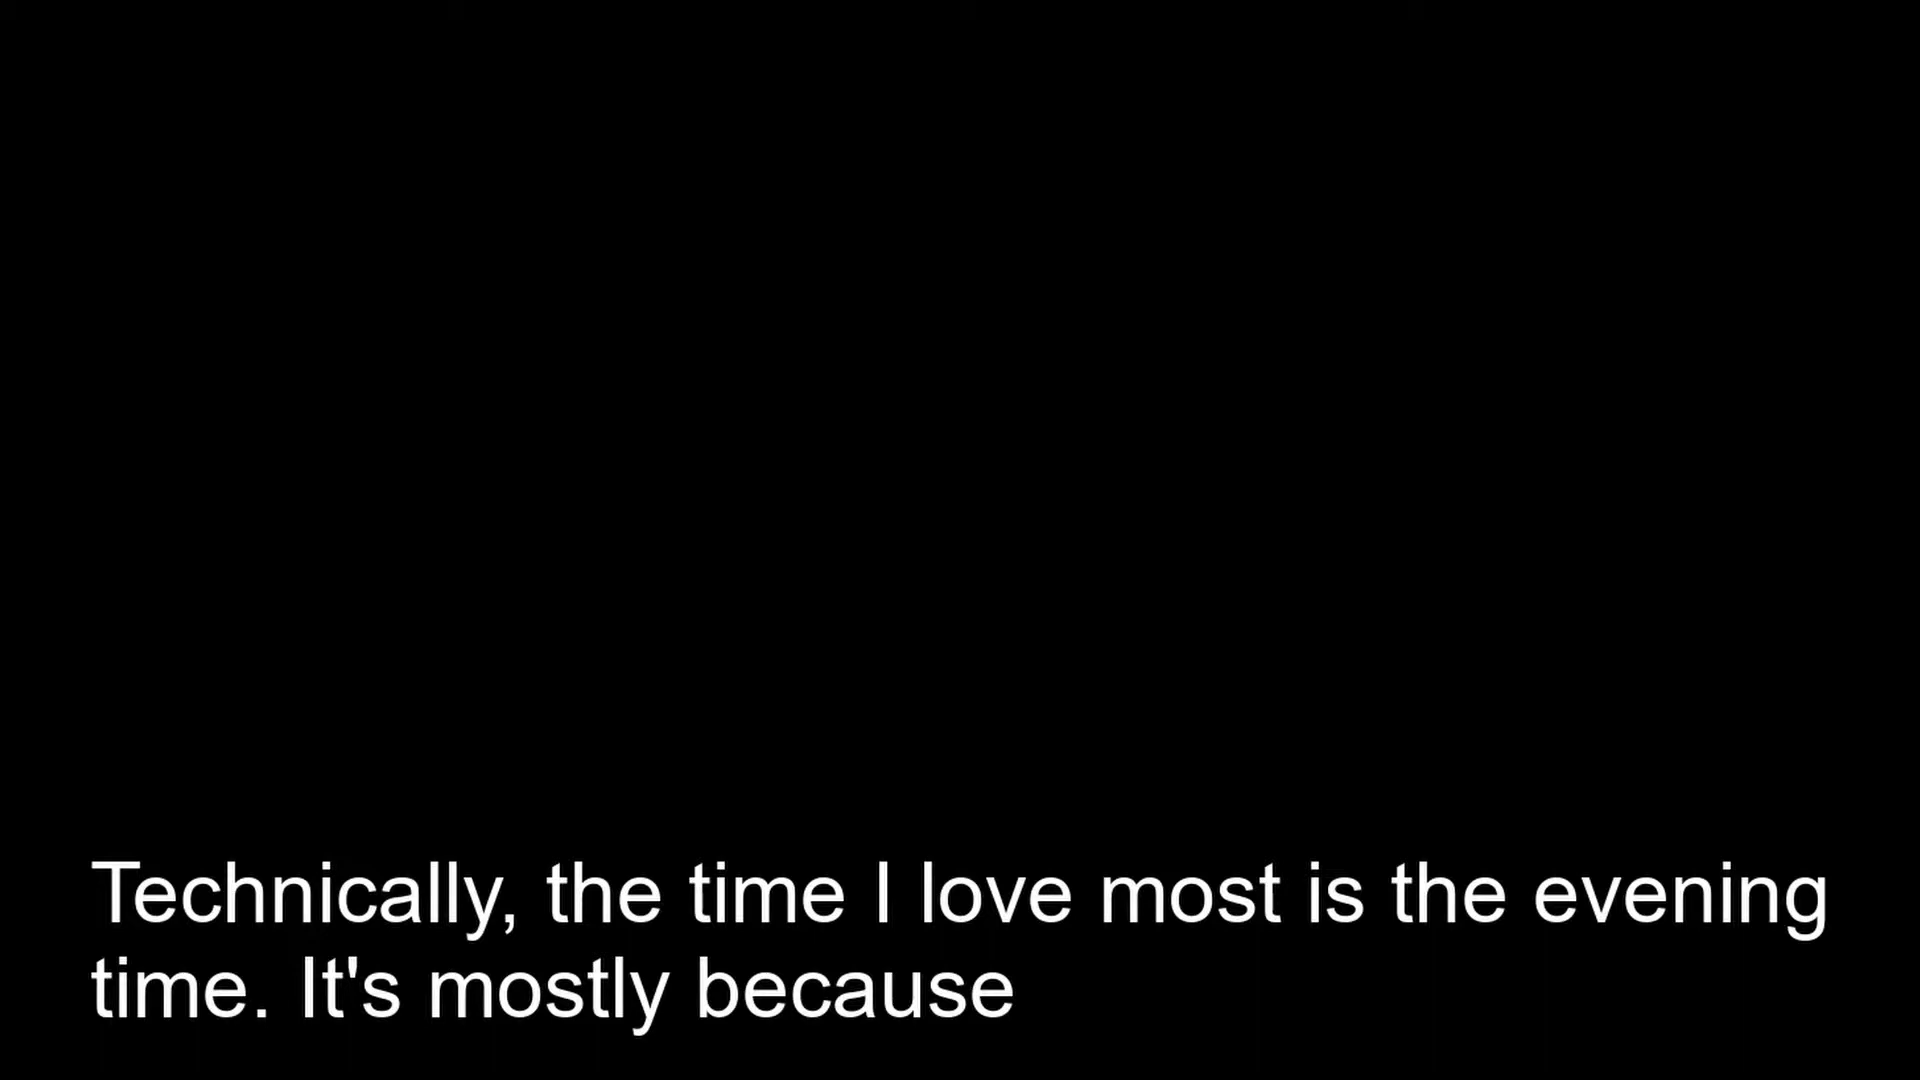 Technically, the time I love most is the evening
time. It's mostly because